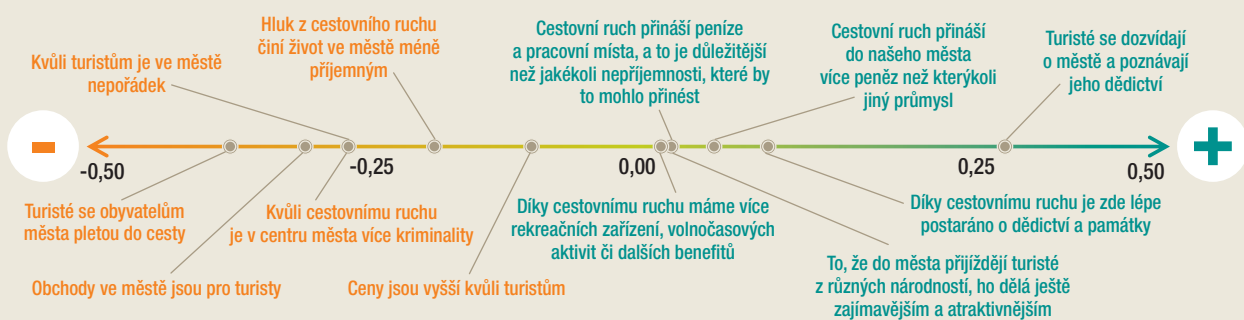 Hluk z cestovního ruchu
činí život ve městě méně
příjemným
Kvůli turistům je ve městě
nepořádek
Cestovní ruch přináší peníze
a pracovní místa, a to je důležitější
než jakékoli nepříjemnosti, které by
to mohlo přinést
Cestovní ruch přináší
do našeho města
více peněz než kterýkoli
jiný průmysl
Turisté se dozvídají
o městě a poznávají
jeho dědictví
-
+
-0,50
-0,25
0,00
0,25
0,50
Turisté se obyvatelům
města pletou do cesty
Kvůli cestovnímu ruchu
je v centru města více kriminality
Obchody ve městě jsou pro turisty
Ceny jsou vyšší kvůli turistům
Díky cestovnímu ruchu máme více
rekreačních zařízení, volnočasových
aktivit či dalších benefitů
Díky cestovnímu ruchu je zde lépe
postaráno o dědictví a památky
To, že do města přijíždějí turisté
z různých národností, ho dělá ještě
zajímavějším a atraktivnějším